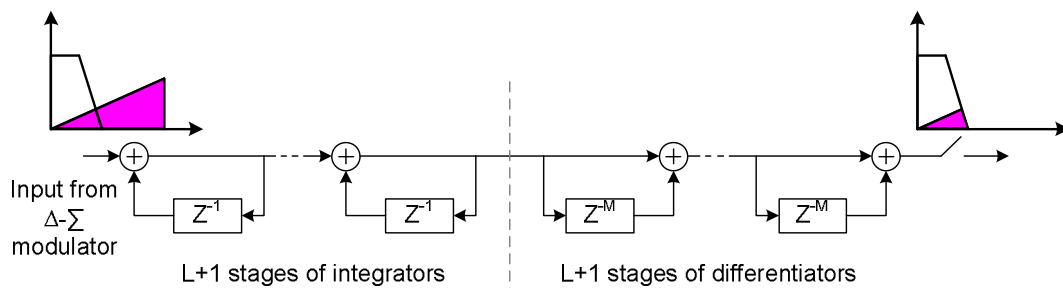 Input from
Δ-Σ
modulator
+
Z-1
+
Z-1
+
Z-M
+
Z-M
L+1 stages of integrators
L+1 stages of differentiators